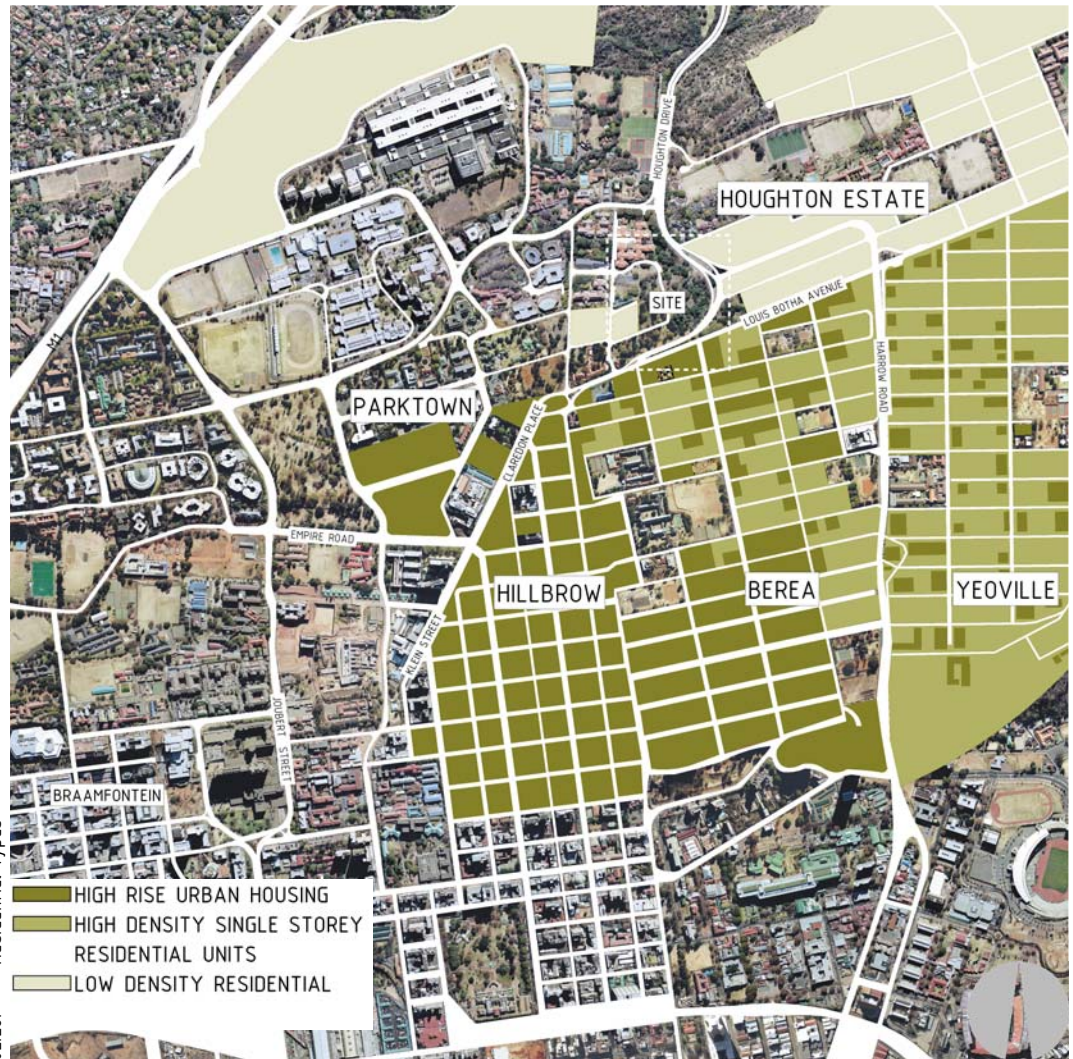 HOUGHTON DRIVE
HOUGHTON ESTATE
SITE
LOUIS BOTHA AVENUE
M1
HARROW ROAD
PARKTOWN
CLAREDON PLACE
EMPIRE ROAD
HILLBROW
BEREA
YEOVILLE
KLEIN STREET
JOUBERT STREET
BRAAMFONTEIN
HIGH RISE URBAN HOUSING
HIGH DENSITY SINGLE STOREY
RESIDENTIAL UNITS
LOW DENSITY RESIDENTIAL